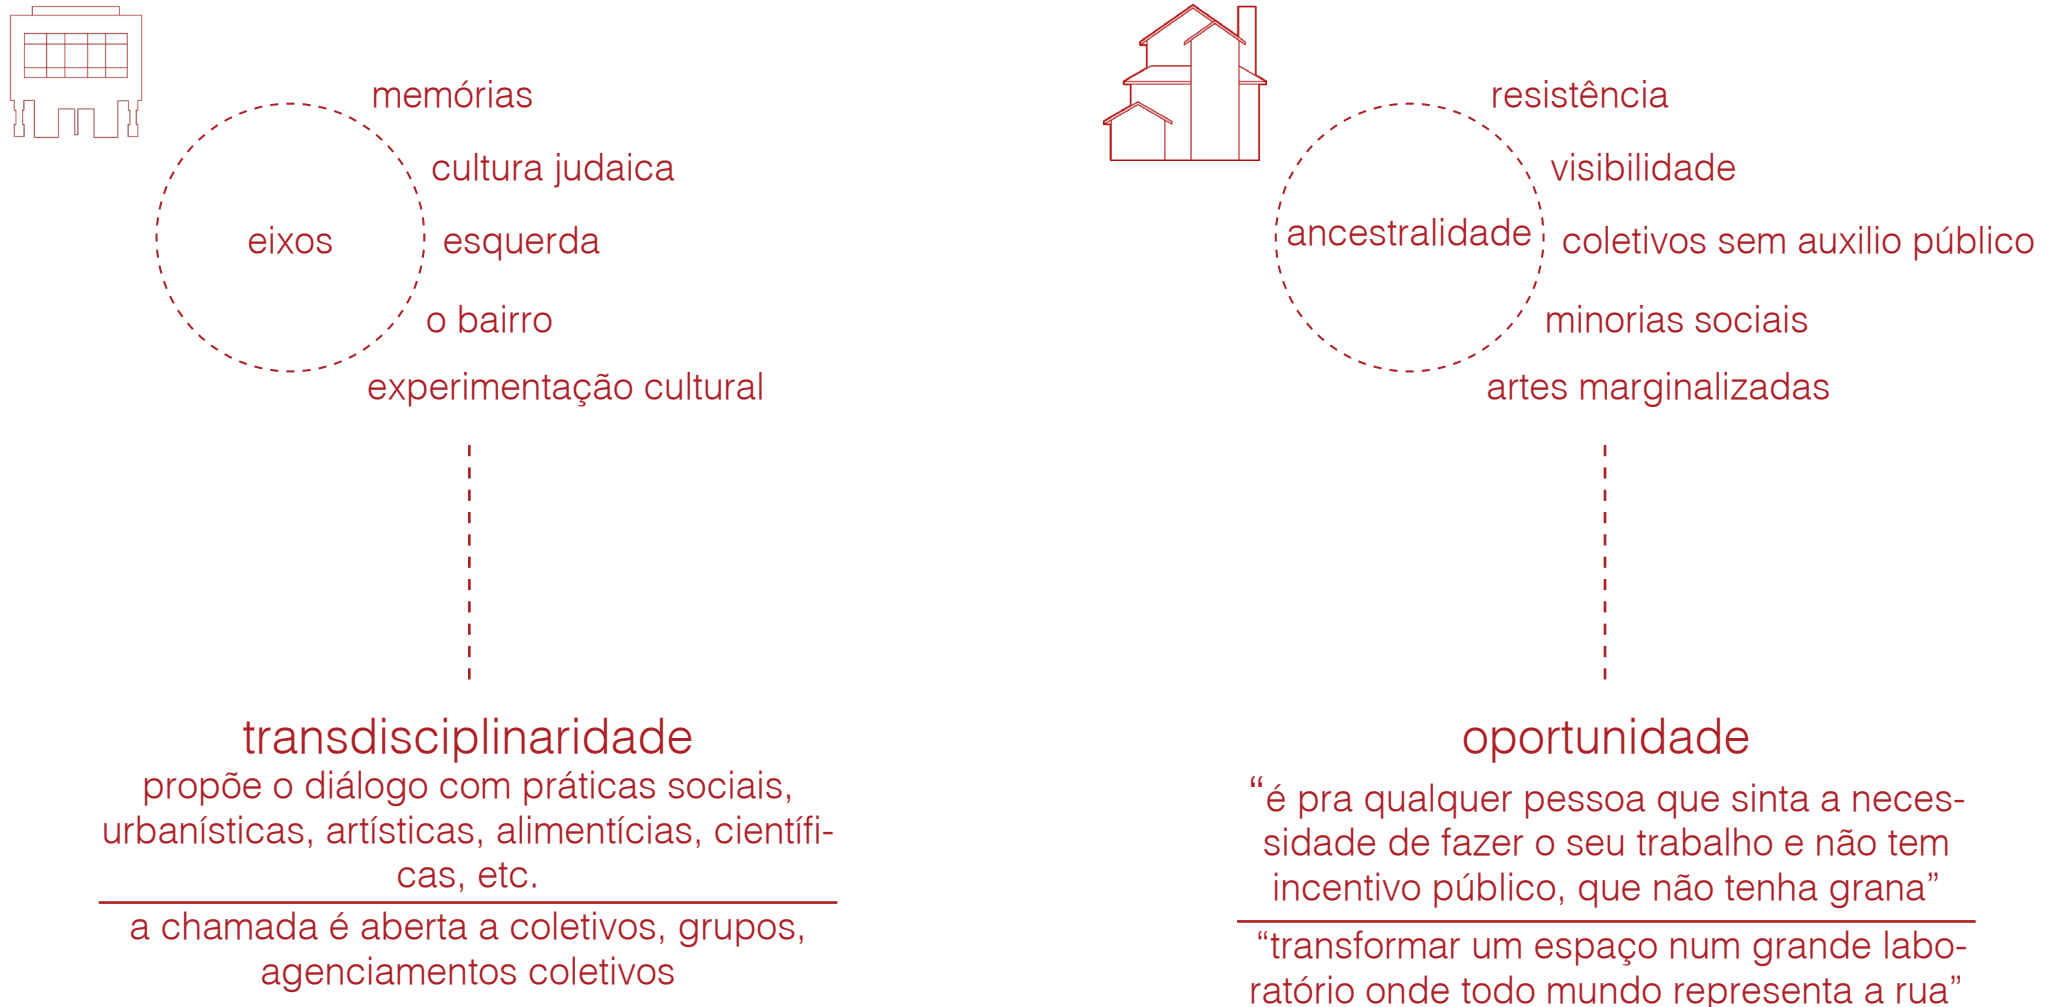 memórias
cultura judaica
eixos
esquerda
o bairro
experimentação cultural
transdisciplinaridade
propõe o diálogo com práticas sociais,
urbanísticas, artísticas, alimentícias, científi-
cas, etc.
a chamada é aberta a coletivos, grupos,
agenciamentos coletivos
resistência
visibilidade
ancestralidade
coletivos sem auxilio público
minorias sociais
artes marginalizadas
oportunidade
“é pra qualquer pessoa que sinta a neces-
sidade de fazer o seu trabalho e não tem
incentivo público, que não tenha grana”
“transformar um espaço num grande labo-
ratório onde todo mundo representa a rua”